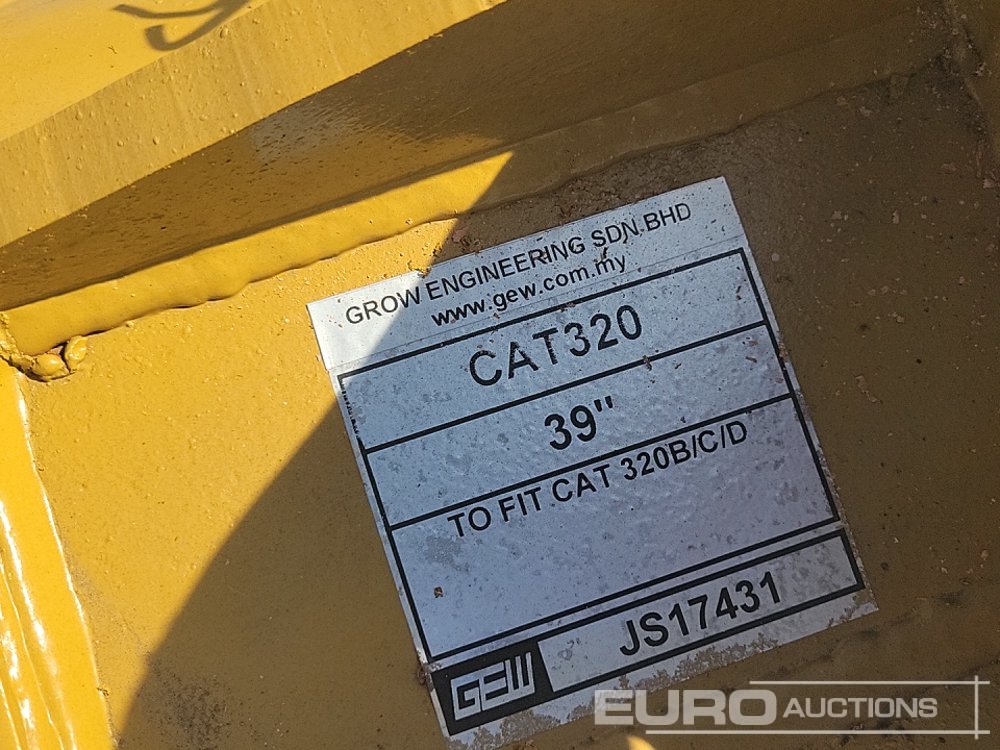 GROW ENGINEERING SDN.BHD
www.gew.com.my
CAT320
39"
TO FIT CAT 320B/C/D
GEW JS17431
EURO AUCTIONS